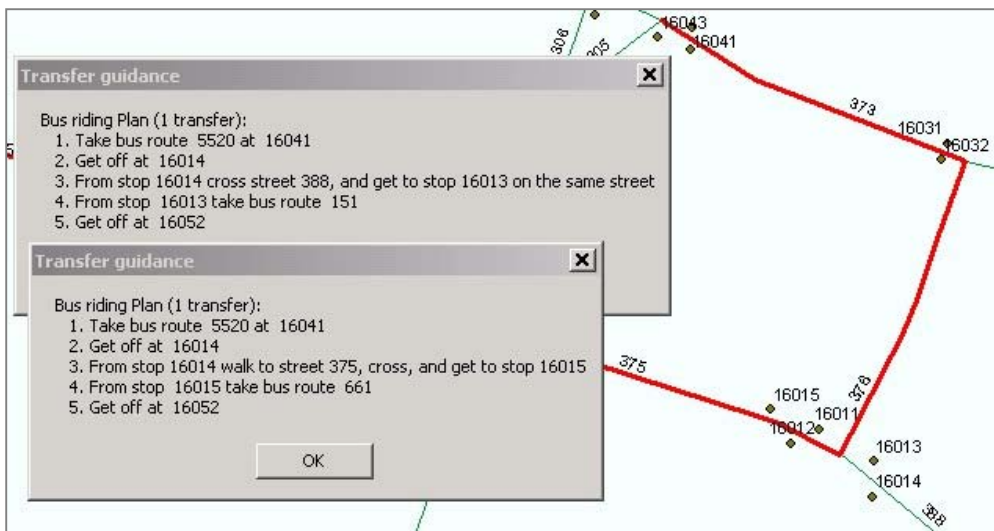 16043
306
305
16041
Transfer guidance
Bus riding Plan (1 transfer):
1. Take bus route 5520 at 16041
2. Get off at 16014
3. From stop 16014 cross street 388, and get to stop 16013 on the same street
4. From stop 16013 take bus route 151
5. Get off at 16052
373
16031
16032
Transfer guidance
Bus riding Plan (1 transfer):
1. Take bus route 5520 at 16041
2. Get off at 16014
3. From stop 16014 walk to street 375, cross, and get to stop 16015
4. From stop 16015 take bus route 661
5. Get off at 16052
OK
375
376
16015
16011
16012
16013
16014
388